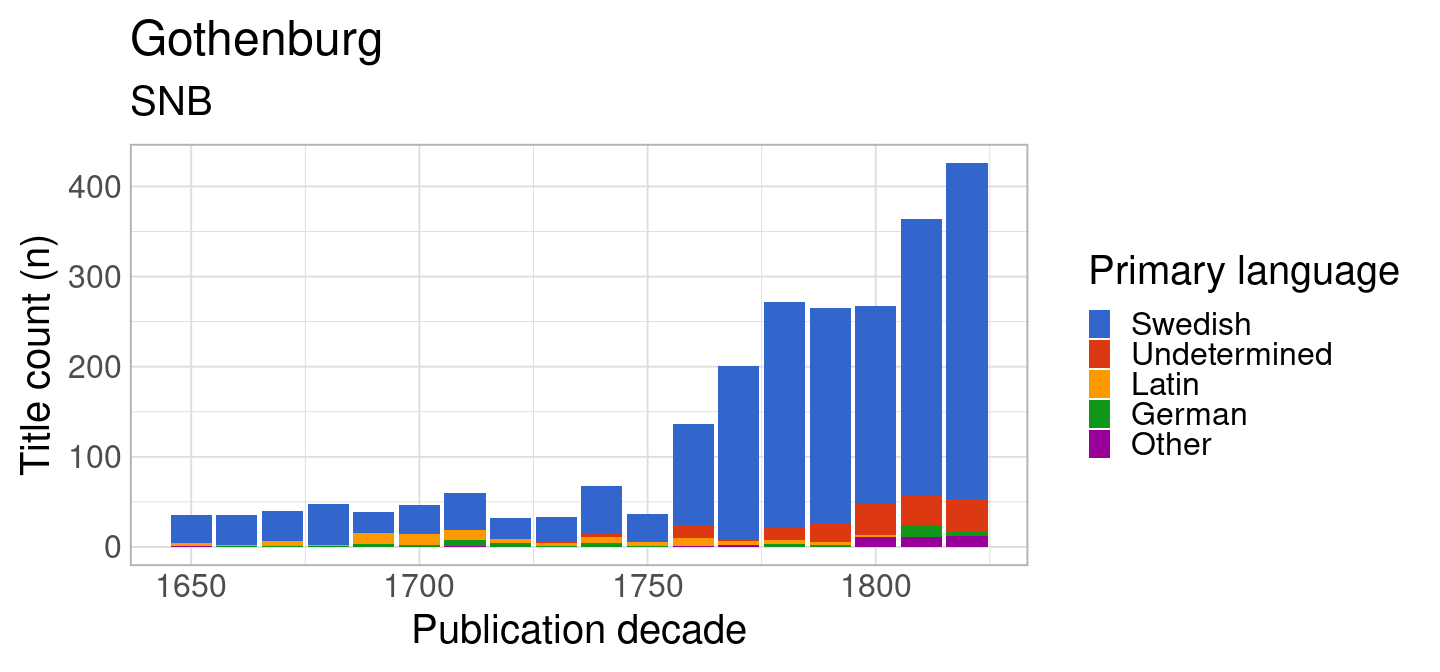 Gothenburg
SNB
Title count (n)
400
300
200
100
0
1650 1700 1750 1800
Publication decade
Primary language
Swedish
Undetermined
Latin
German
Other